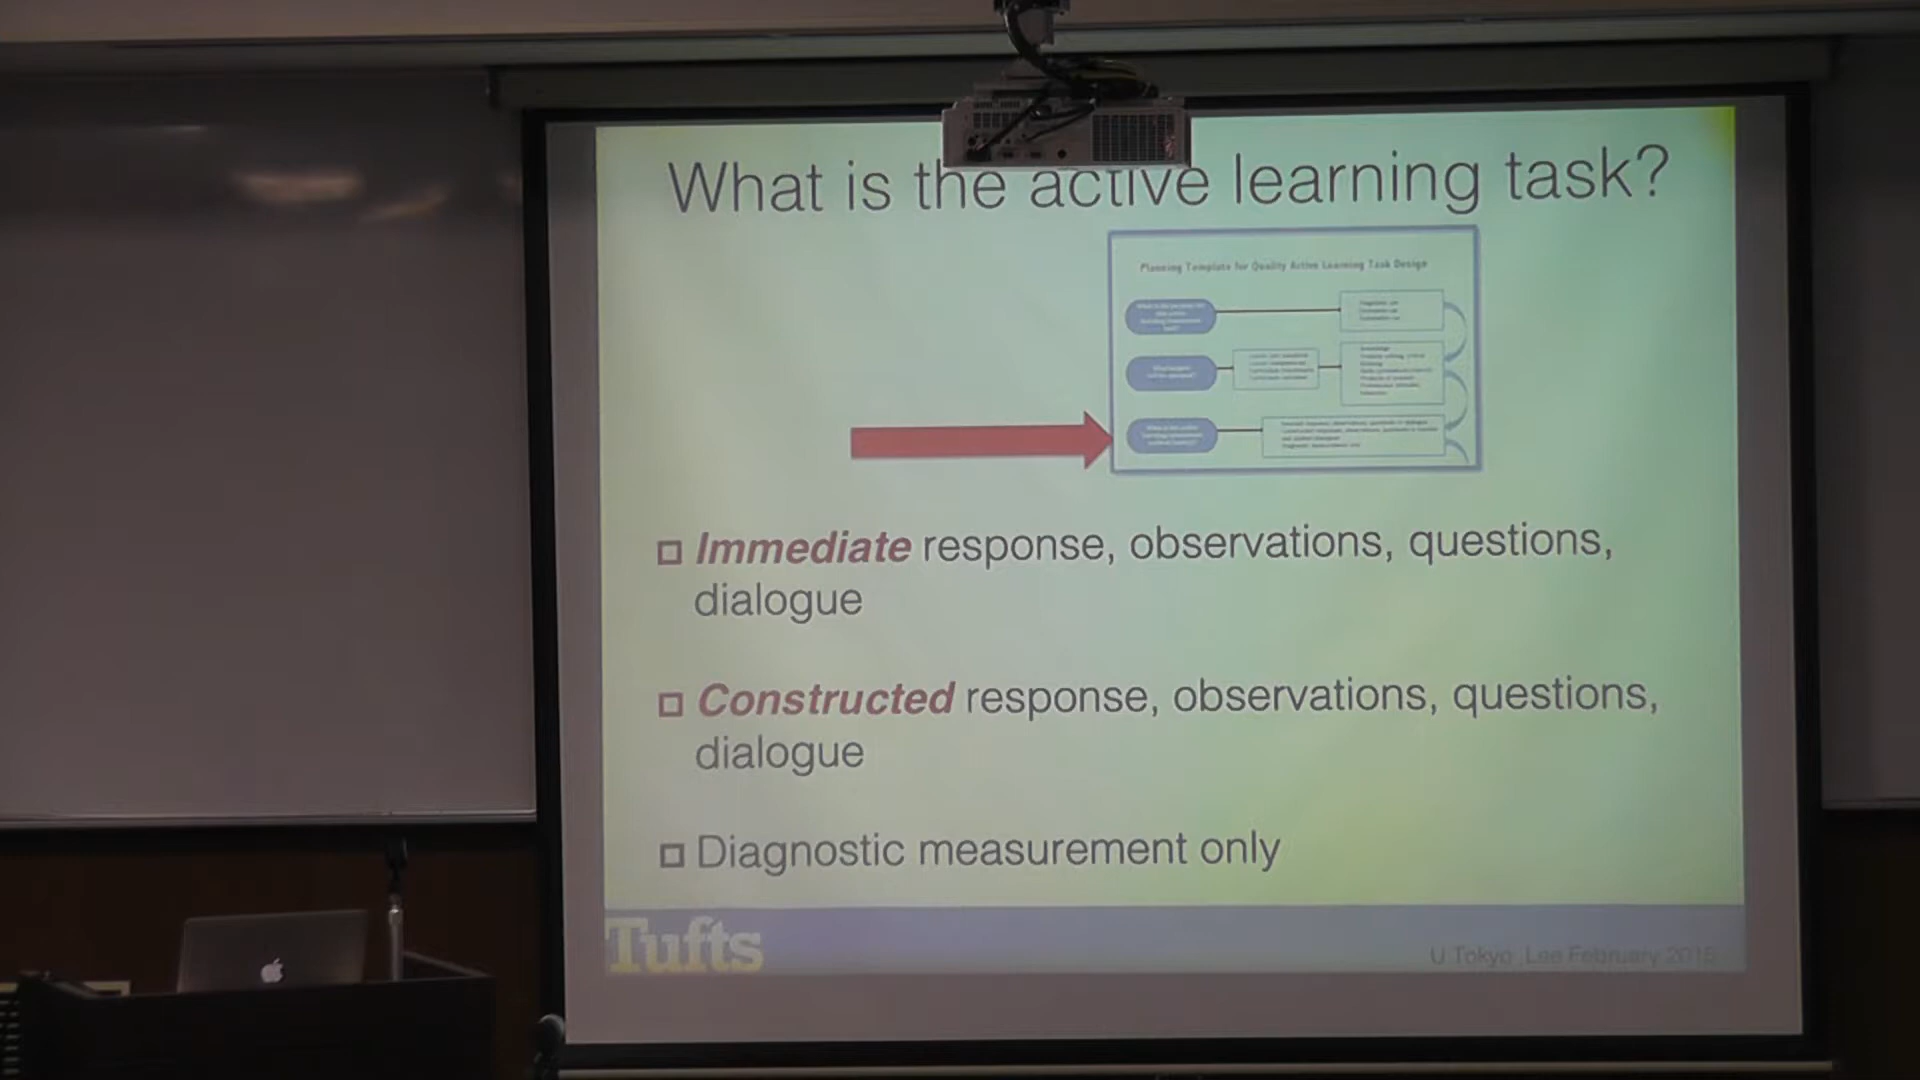 What is the active learning task?
Planning Template for Quality Active Learning Task Design
Immediate response, observations, questions,
dialogue
Constructed response, observations, questions,
dialogue
Diagnostic measurement only
Tufts
U Tokyo Lee February 2015